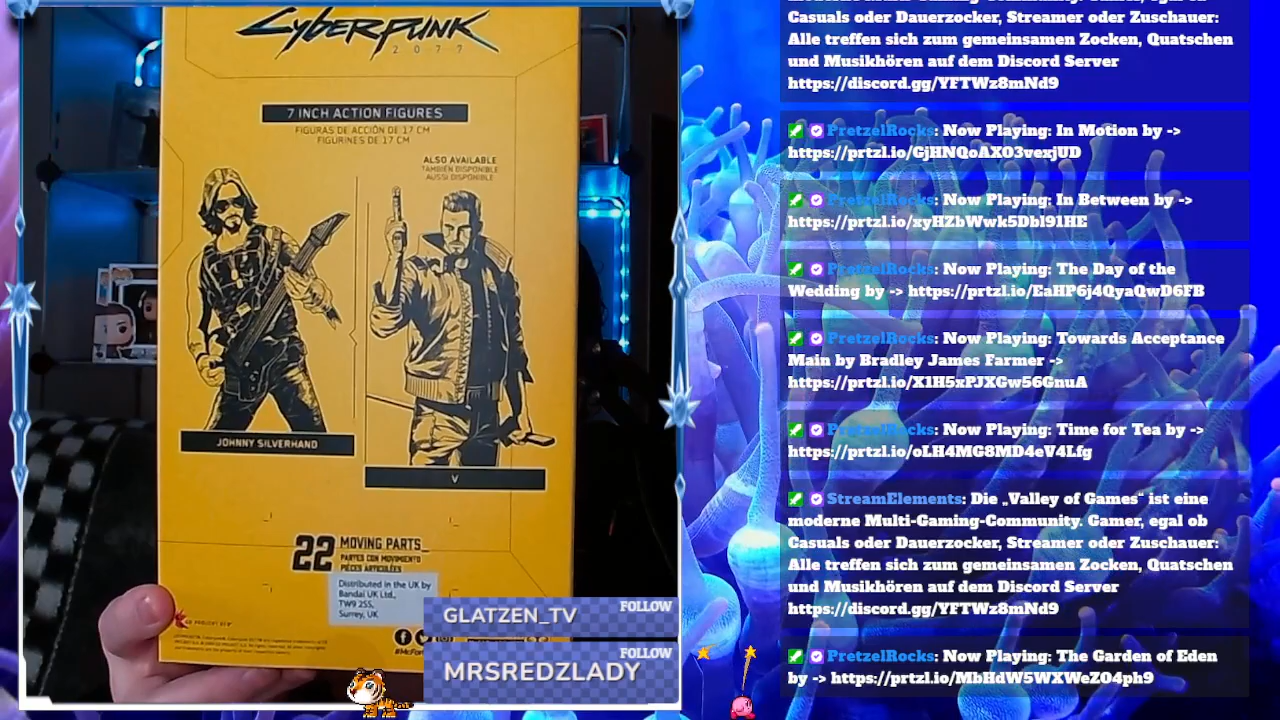 CYBERPUNK
2077
7 INCH ACTION FIGURES
FIGURAS DE ACCIÓN DE 17 CM
FIGURINES DE 17 CM
ALSO AVAILABLE
TAMBIÉN DISPONIBLE
AUSSI DISPONIBLE
JOHNNY SILVERHAND
V
22 MOVING PARTS_
PARTES CON MOVIMIENTO
PIÈCES ARTICULÉES
Distributed in the UK by
Bandai UK Ltd.,
TW9 2SS,
Surrey, UK
CD PROJEKT RED
#McFar
GLATZEN_TV
FOLLOW
MRSREDZLADY
FOLLOW
Casuals oder Dauerzocker, Streamer oder Zuschauer:
Alle treffen sich zum gemeinsamen Zocken, Quatschen
und Musikhören auf dem Discord Server
https://discord.gg/YFTWz8mNd9
PretzelRocks: Now Playing: In Motion by ->
https://prtzl.io/GjHNQoAXO3vexjUD
PretzelRocks: Now Playing: In Between by ->
https://prtzl.io/xyHZbWwk5Dbl91HE
PretzelRocks: Now Playing: The Day of the
Wedding by -> https://prtzl.io/EaHP6j4QyaQwD6FB
PretzelRocks: Now Playing: Towards Acceptance
Main by Bradley James Farmer ->
https://prtzl.io/X1H5xPJXGw56GnuA
PretzelRocks: Now Playing: Time for Tea by ->
https://prtzl.io/oLH4MG8MD4eV4Lfg
StreamElements: Die „Valley of Games“ ist eine
moderne Multi-Gaming-Community. Gamer, egal ob
Casuals oder Dauerzocker, Streamer oder Zuschauer:
Alle treffen sich zum gemeinsamen Zocken, Quatschen
und Musikhören auf dem Discord Server
https://discord.gg/YFTWz8mNd9
PretzelRocks: Now Playing: The Garden of Eden
by -> https://prtzl.io/MbHdW5WXWeZO4ph9